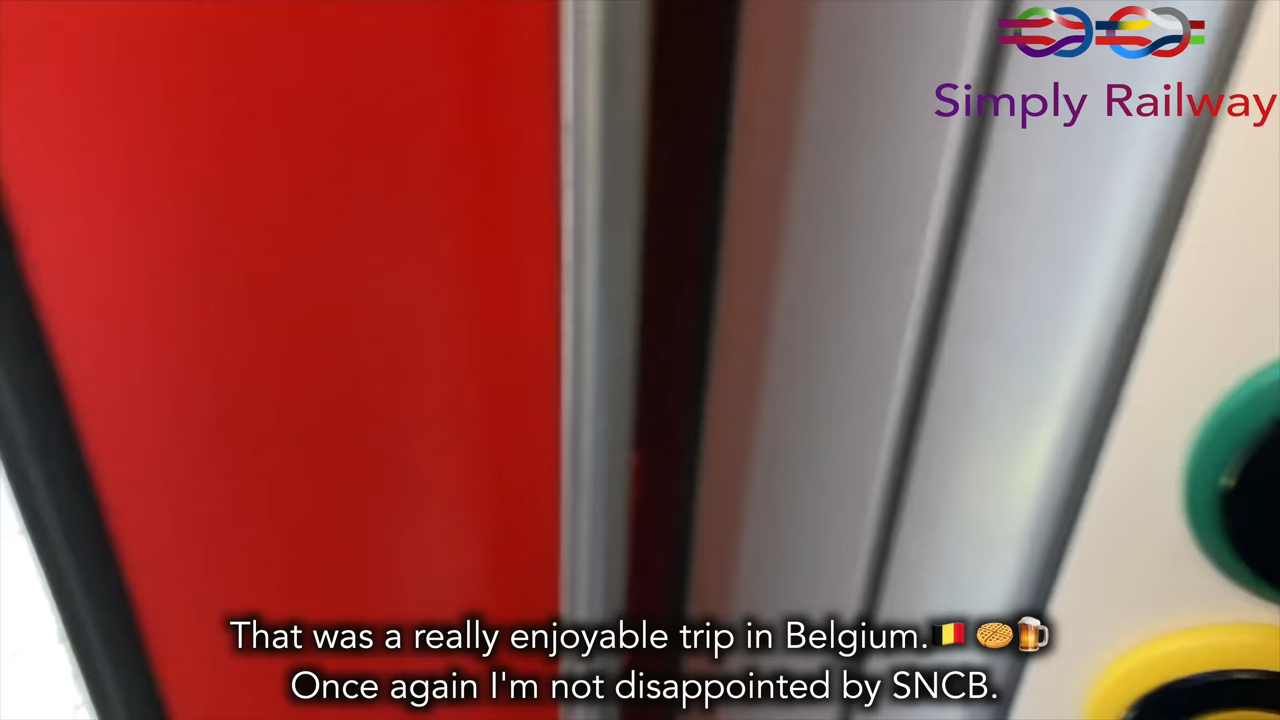 Simply Railway
That was a really enjoyable trip in Belgium.🇧🇪 🧇🍺
Once again I'm not disappointed by SNCB.